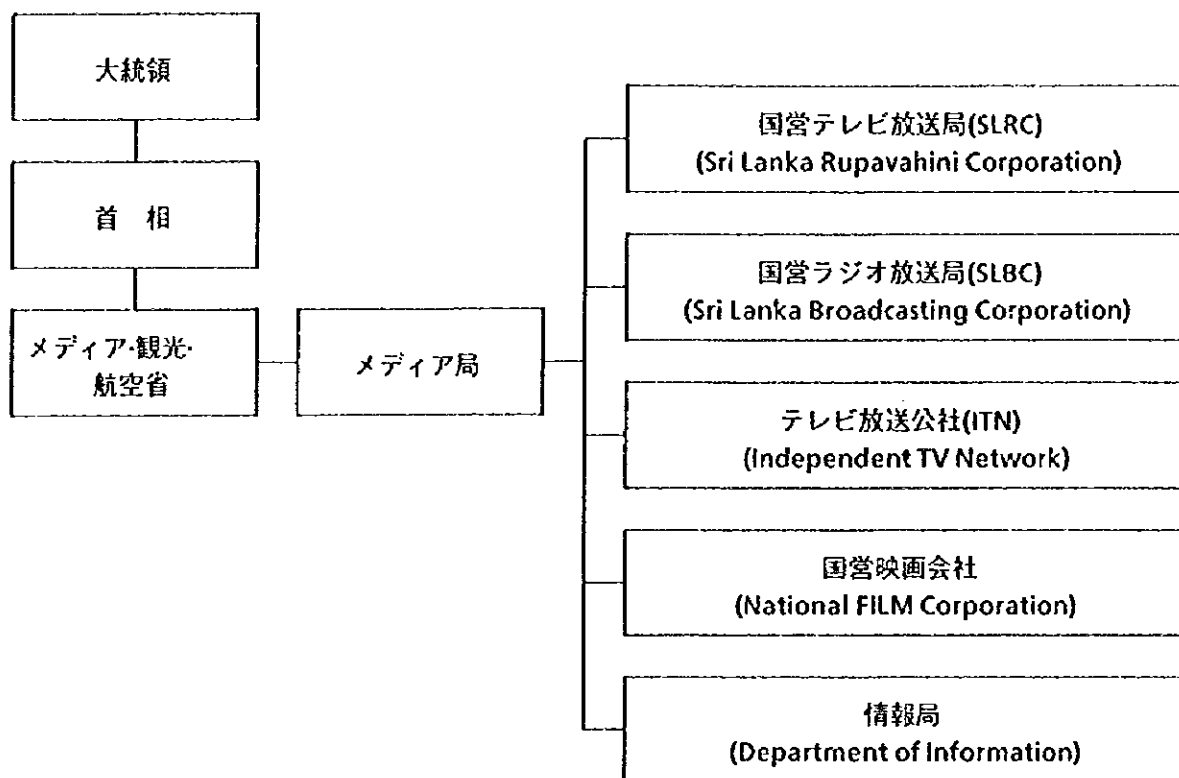 大統領
首 相
メディア・観光・
航空省
メディア局
国営テレビ放送局(SLRC)
(Sri Lanka Rupavahini Corporation)
国営ラジオ放送局(SLBC)
(Sri Lanka Broadcasting Corporation)
テレビ放送公社(ITN)
(Independent TV Network)
国営映画会社
(National FILM Corporation)
情報局
(Department of Information)